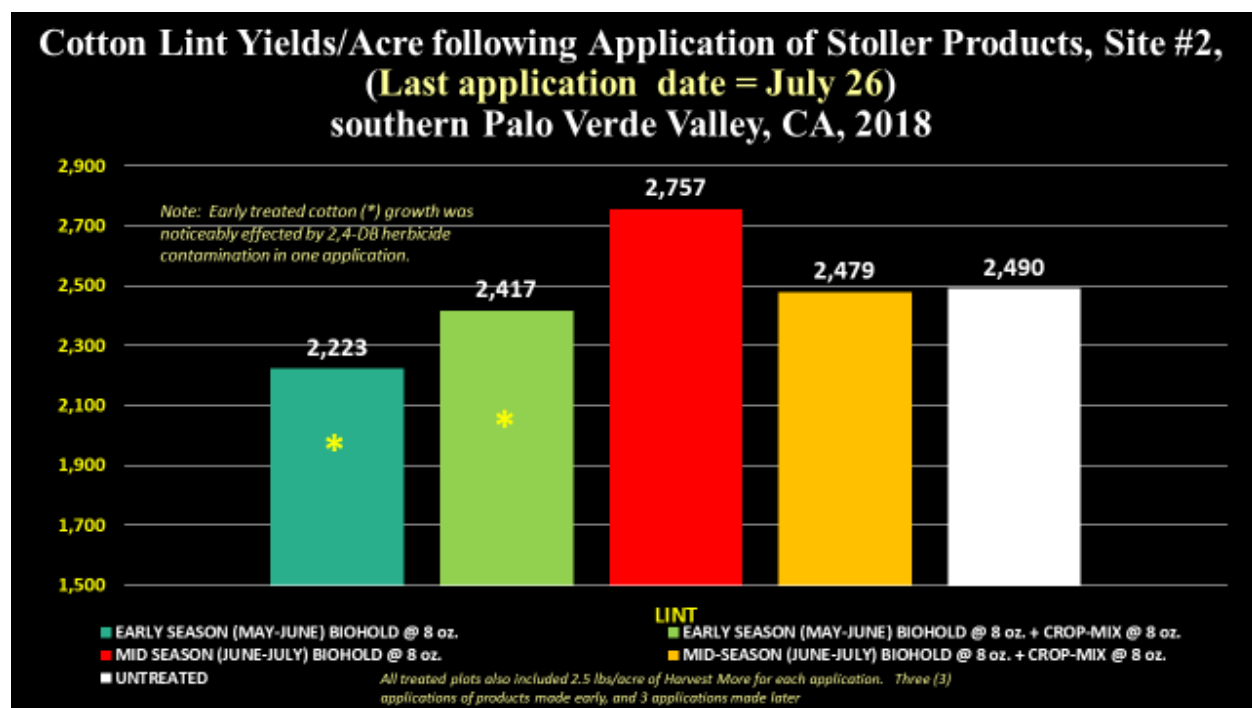 Cotton Lint Yields/Acre following Application of Stoller Products, Site #2,
(Last application date = July 26)
southern Palo Verde Valley, CA, 2018
2,900
2,700
2,500
2,300
2,100
1,900
1,700
1,500
Note: Early treated cotton (*) growth was
noticeably effected by 2,4-DB herbicide
contamination in one application.
2,223
2,417
2,757
2,479
2,490
*
*
LINT
EARLY SEASON (MAY-JUNE) BIOHOLD @ 8 oz.
EARLY SEASON (MAY-JUNE) BIOHOLD @ 8 oz. + CROP-MIX @ 8 oz.
MID SEASON (JUNE-JULY) BIOHOLD @ 8 oz.
MID-SEASON (JUNE-JULY) BIOHOLD @ 8 oz. + CROP-MIX @ 8 oz.
UNTREATED
All treated plots also included 2.5 lbs/acre of Harvest More for each application. Three (3)
applications of products made early, and 3 applications made later